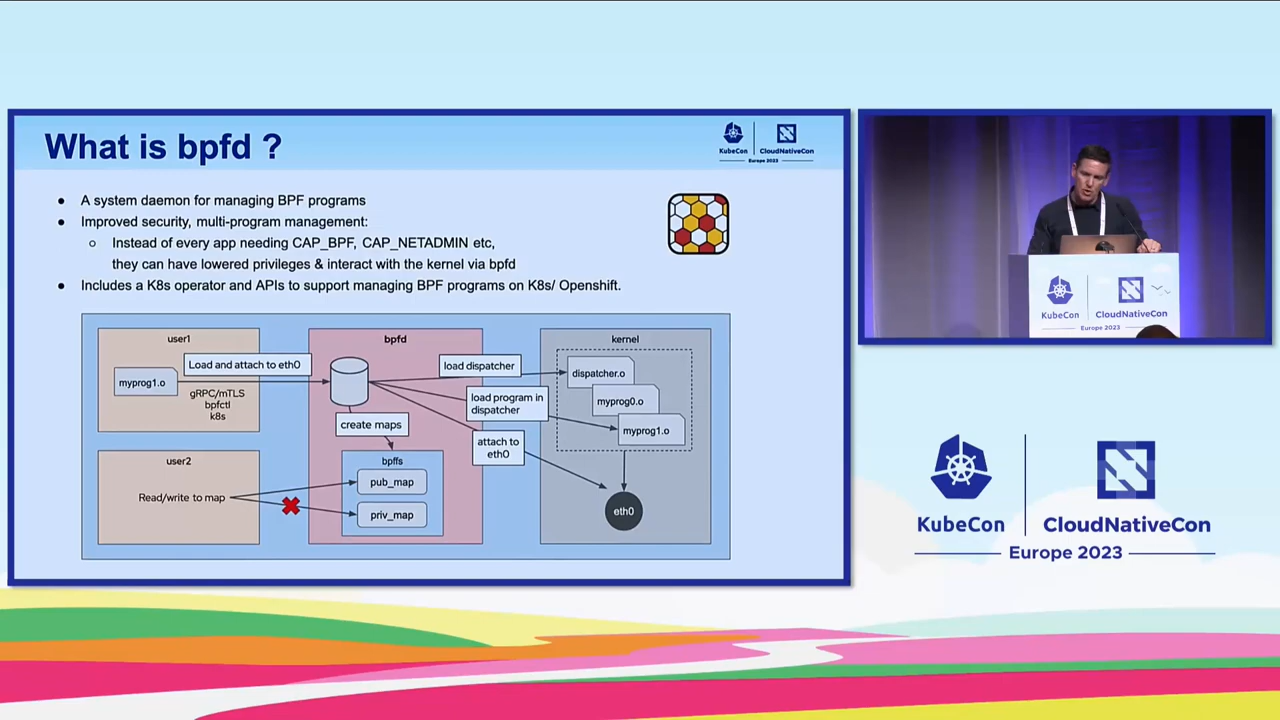 What is bpfd ?
KubeCon
CloudNativeCon
Europe 2023
● A system daemon for managing BPF programs
● Improved security, multi-program management:
○ Instead of every app needing CAP_BPF, CAP_NETADMIN etc,
they can have lowered privileges & interact with the kernel via bpfd
● Includes a K8s operator and APIs to support managing BPF programs on K8s/ Openshift.
user1
myprog1.o
Load and attach to eth0
gRPC/mTLS
bpfctl
k8s
user2
Read/write to map
bpfd
create maps
bpffs
pub_map
priv_map
load dispatcher
load program in
dispatcher
attach to
eth0
kernel
dispatcher.o
myprog0.o
myprog1.o
eth0
KubeCon
CloudNativeCon
Europe 2023
KubeCon
CloudNativeCon
Europe 2023